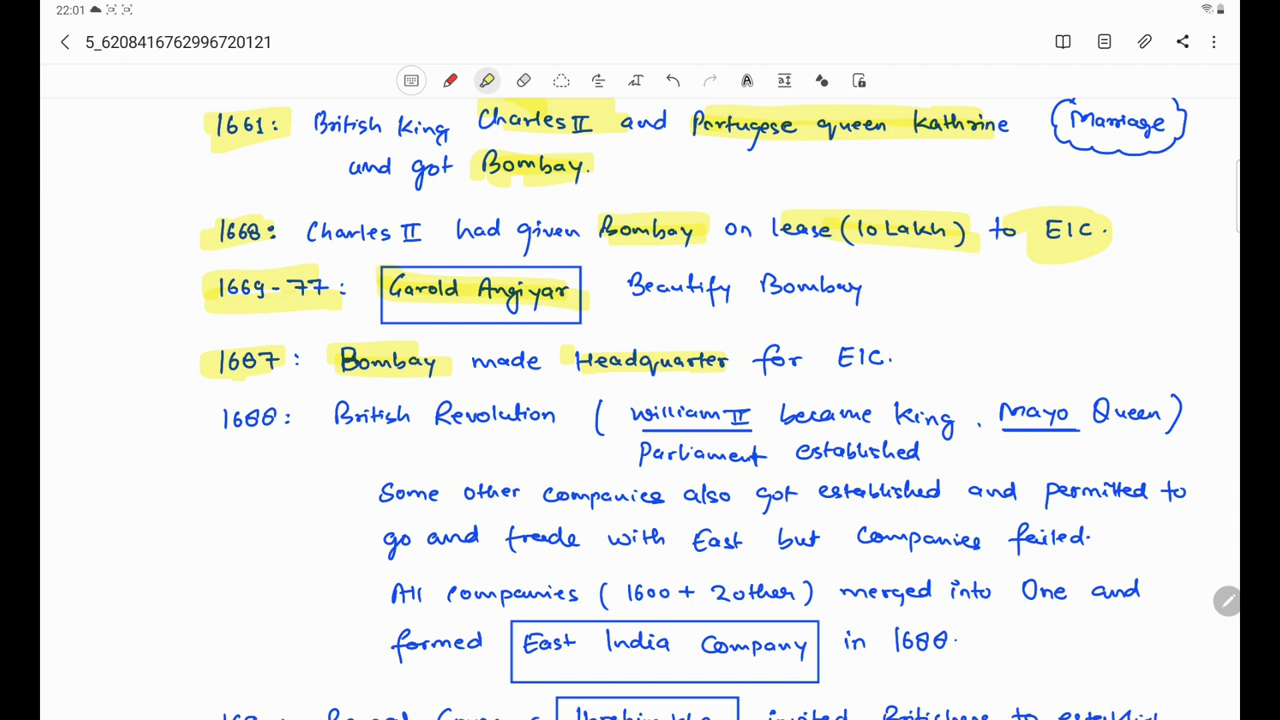 22:01
5_6208416762996720121
1661: British King Charles II and Portugese queen Kathrine (Marriage)
and got Bombay.
1668: Charles II had given Bombay on lease (10 Lakh) to EIC.
1669-77: Garold Angiyar Beautify Bombay
1687: Bombay made Headquarter for EIC.
1688: British Revolution ( William II became King, Mayo Queen)
Parliament established
Some other companies also got established and permitted to
go and trade with East but Companies failed.
All companies (1600 + 2 other) merged into One and
formed East India Company in 1688.
invited Britishers to